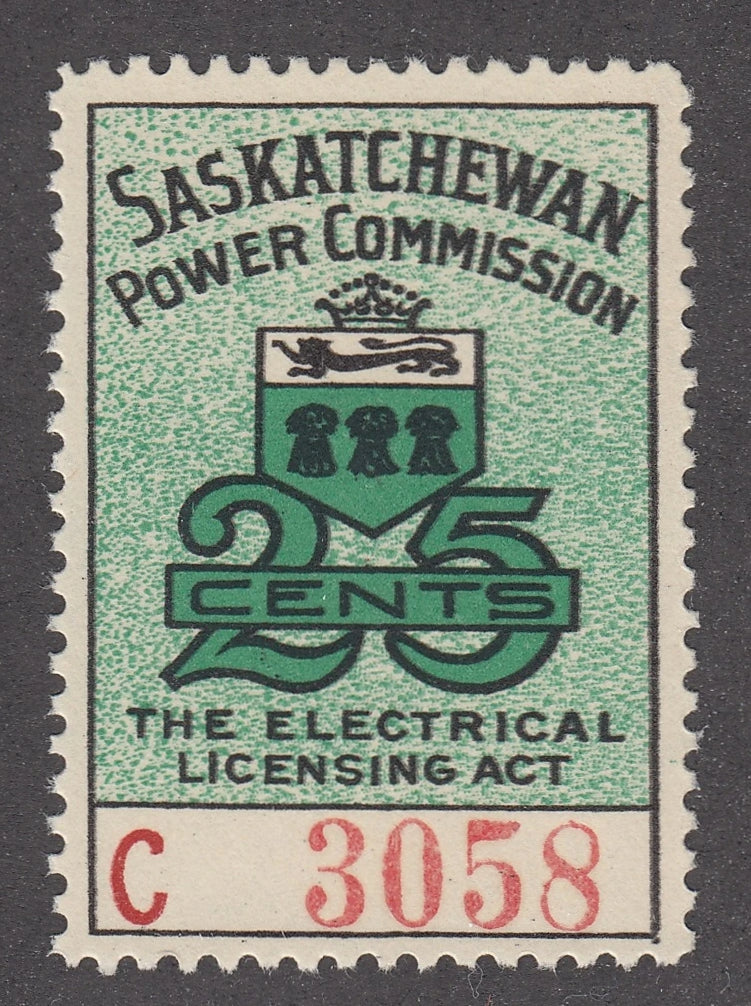 SASKATCHEWAN
POWER COMMISSION
25
CENTS
THE ELECTRICAL
LICENSING ACT
C 3058